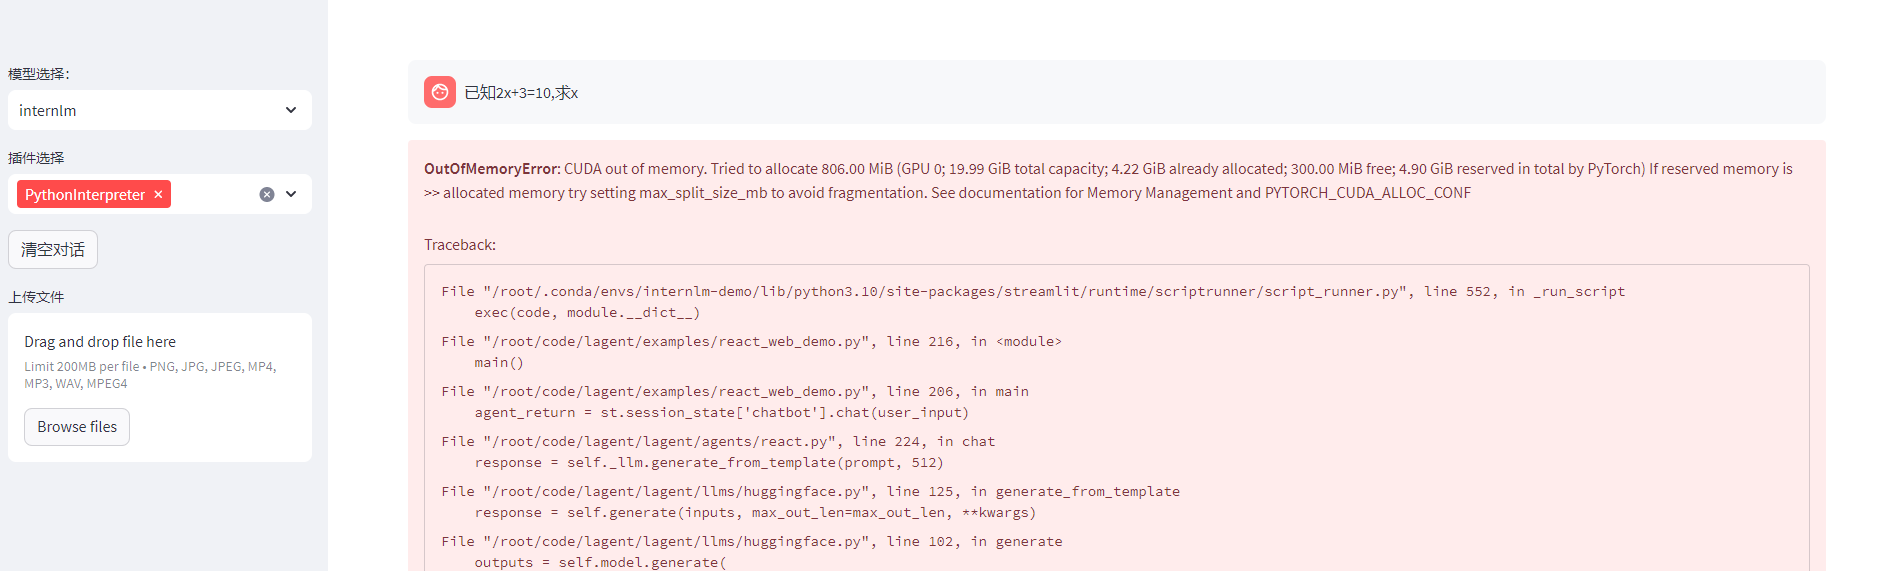 模型选择：
internlm
插件选择
PythonInterpreter ×
清空对话
上传文件
Drag and drop file here
Limit 200MB per file • PNG, JPG, JPEG, MP4,
MP3, WAV, MPEG4
Browse files
已知2x+3=10,求x
OutOfMemoryError: CUDA out of memory. Tried to allocate 806.00 MiB (GPU 0; 19.99 GiB total capacity; 4.22 GiB already allocated; 300.00 MiB free; 4.90 GiB reserved in total by PyTorch) If reserved memory is
>> allocated memory try setting max_split_size_mb to avoid fragmentation. See documentation for Memory Management and PYTORCH_CUDA_ALLOC_CONF
Traceback:
File "/root/.conda/envs/internlm-demo/lib/python3.10/site-packages/streamlit/runtime/scriptrunner/script_runner.py", line 552, in _run_script
exec(code, module.__dict__)
File "/root/code/lagent/examples/react_web_demo.py", line 216, in <module>
main()
File "/root/code/lagent/examples/react_web_demo.py", line 206, in main
agent_return = st.session_state['chatbot'].chat(user_input)
File "/root/code/lagent/lagent/agents/react.py", line 224, in chat
response = self._llm.generate_from_template(prompt, 512)
File "/root/code/lagent/lagent/llms/huggingface.py", line 125, in generate_from_template
response = self.generate(inputs, max_out_len=max_out_len, **kwargs)
File "/root/code/lagent/lagent/llms/huggingface.py", line 102, in generate
outputs = self.model.generate(